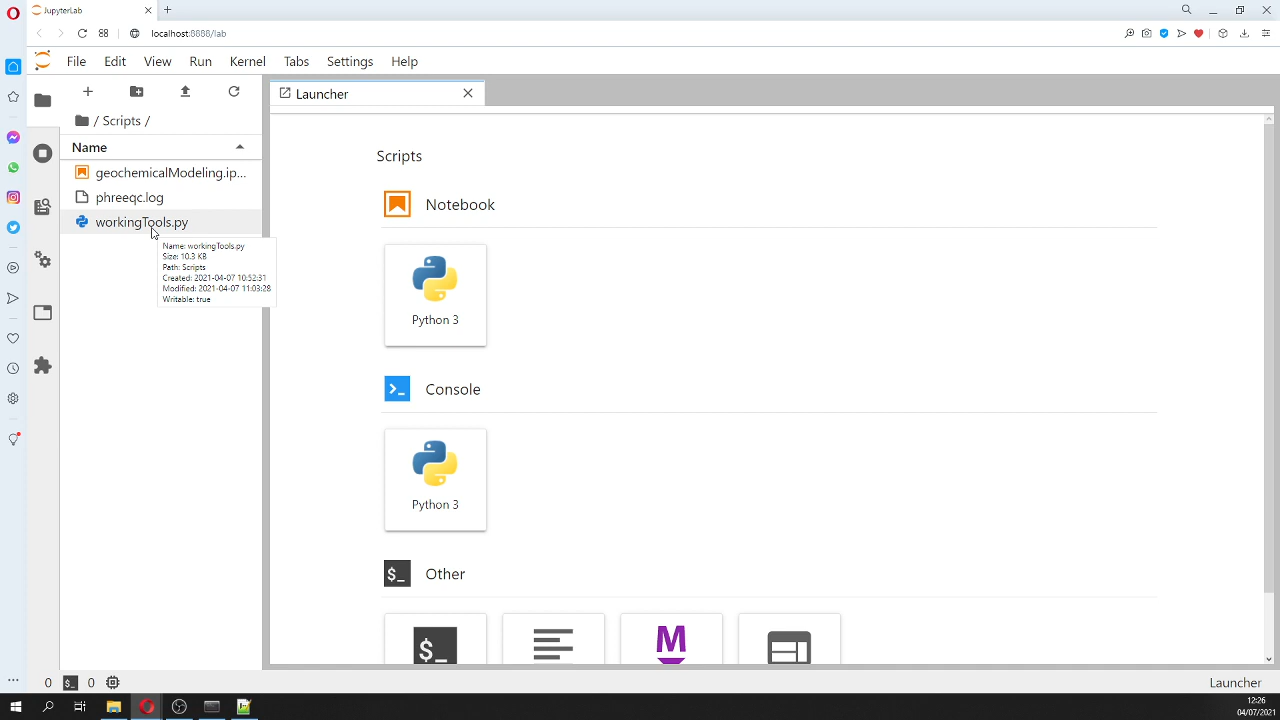 JupyterLab
localhost:8888/lab
File Edit View Run Kernel Tabs Settings Help
Launcher
/ Scripts /
Name
geochemicalModeling.ip...
phreeqc.log
workingTools.py
Name: workingTools.py
Size: 10.3 KB
Path: Scripts
Created: 2021-04-07 10:52:31
Modified: 2021-04-07 11:03:28
Writable: true
Scripts
Notebook
Python 3
Console
>_
Python 3
$_ Other
$_
M
0 $_ 0
Launcher
12:26
04/07/2021